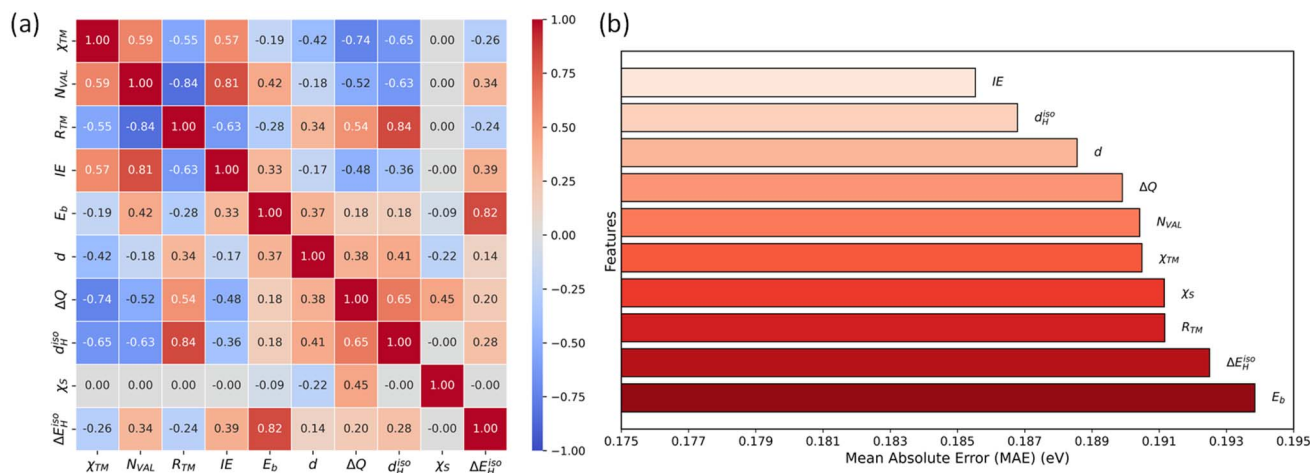 (a)
χTM 1.00 0.59 -0.55 0.57 -0.19 -0.42 -0.74 -0.65 0.00 -0.26
NVAL 0.59 1.00 -0.84 0.81 0.42 -0.18 -0.52 -0.63 0.00 0.34
RTM -0.55 -0.84 1.00 -0.63 -0.28 0.34 0.54 0.84 0.00 -0.24
IE 0.57 0.81 -0.63 1.00 0.33 -0.17 -0.48 -0.36 -0.00 0.39
Eb -0.19 0.42 -0.28 0.33 1.00 0.37 0.18 0.18 -0.09 0.82
d -0.42 -0.18 0.34 -0.17 0.37 1.00 0.38 0.41 -0.22 0.14
ΔQ -0.74 -0.52 0.54 -0.48 0.18 0.38 1.00 0.65 0.45 0.20
dHiso -0.65 -0.63 0.84 -0.36 0.18 0.41 0.65 1.00 -0.00 0.28
χS 0.00 0.00 0.00 -0.00 -0.09 -0.22 0.45 -0.00 1.00 -0.00
ΔEHiso -0.26 0.34 -0.24 0.39 0.82 0.14 0.20 0.28 -0.00 1.00
χTM NVAL RTM IE Eb d ΔQ dHiso χS ΔEHiso
1.00
0.75
0.50
0.25
0.00
−0.25
−0.50
−0.75
−1.00
(b)
Features
IE
dHiso
d
ΔQ
NVAL
χTM
χS
RTM
ΔEHiso
Eb
0.175 0.177 0.179 0.181 0.183 0.185 0.187 0.189 0.191 0.193 0.195
Mean Absolute Error (MAE) (eV)